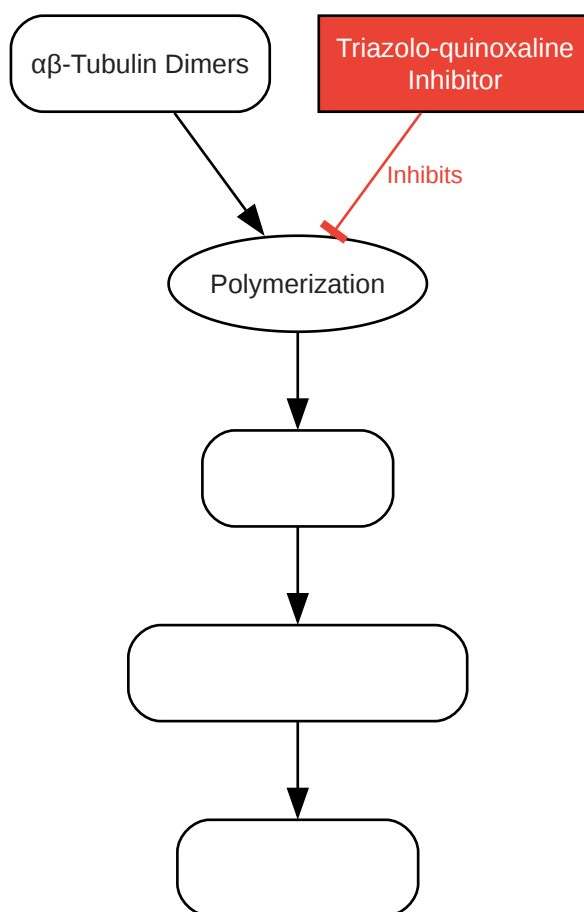 αβ-Tubulin Dimers
Triazolo-quinoxaline
Inhibitor
Inhibits
Polymerization